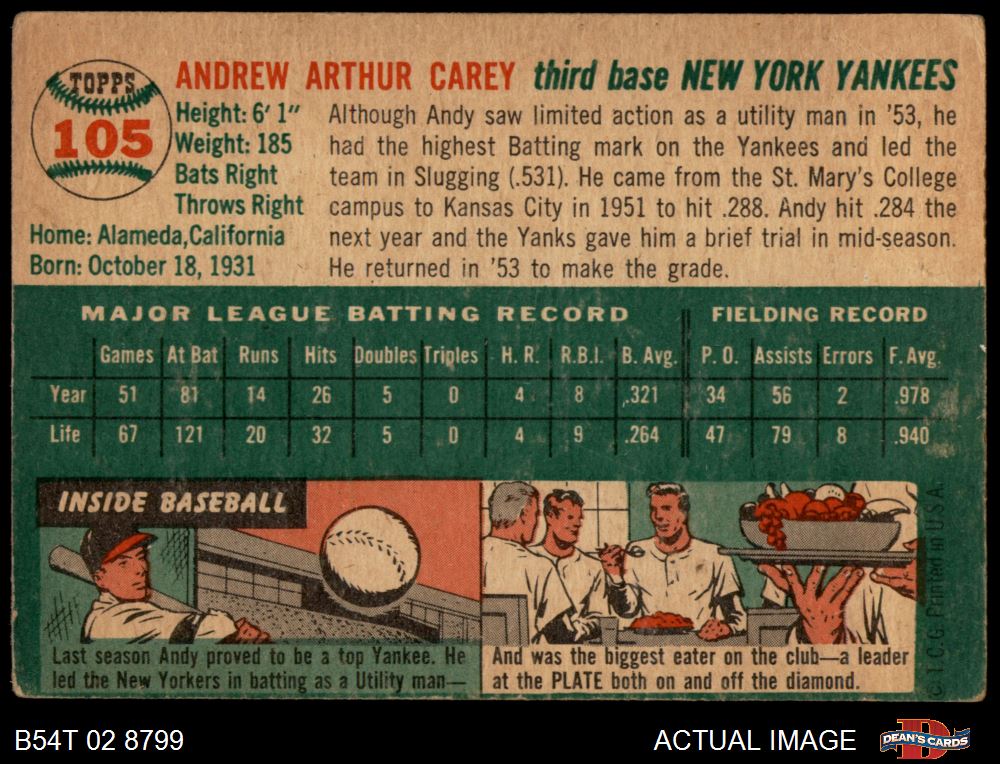 TOPPS
105
ANDREW ARTHUR CAREY third base NEW YORK YANKEES
Height: 6' 1"
Weight: 185
Bats Right
Throws Right
Home: Alameda,California
Born: October 18, 1931
Although Andy saw limited action as a utility man in '53, he
had the highest Batting mark on the Yankees and led the
team in Slugging (.531). He came from the St. Mary's College
campus to Kansas City in 1951 to hit .288. Andy hit .284 the
next year and the Yanks gave him a brief trial in mid-season.
He returned in '53 to make the grade.
MAJOR LEAGUE BATTING RECORD FIELDING RECORD
Games At Bat Runs Hits Doubles Triples H. R. R.B.I. B. Avg. P. O. Assists Errors F. Avg.
Year 51 81 14 26 5 0 4 8 .321 34 56 2 .978
Life 67 121 20 32 5 0 4 9 .264 47 79 8 .940
INSIDE BASEBALL
Last season Andy proved to be a top Yankee. He
led the New Yorkers in batting as a Utility man—
And was the biggest eater on the club—a leader
at the PLATE both on and off the diamond.
© T. C. G. Printed in U.S.A.
B54T 02 8799
ACTUAL IMAGE
DEAN'S CARDS